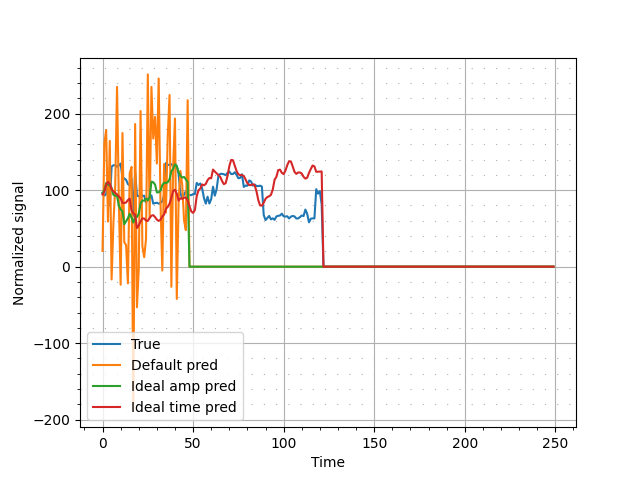 200
100
0
−100
−200
Normalized signal
True
Default pred
Ideal amp pred
Ideal time pred
0
50
100
150
200
250
Time